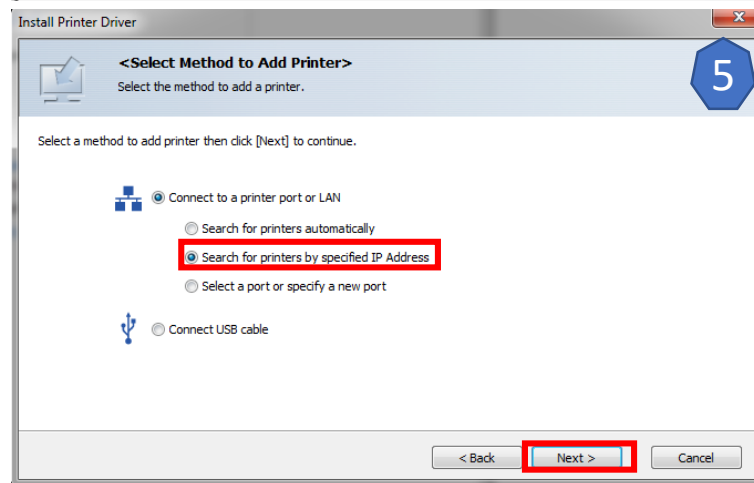 Install Printer Driver
<Select Method to Add Printer>
Select the method to add a printer.
5
Select a method to add printer then click [Next] to continue.
Connect to a printer port or LAN
Search for printers automatically
Search for printers by specified IP Address
Select a port or specify a new port
Connect USB cable
< Back Next > Cancel